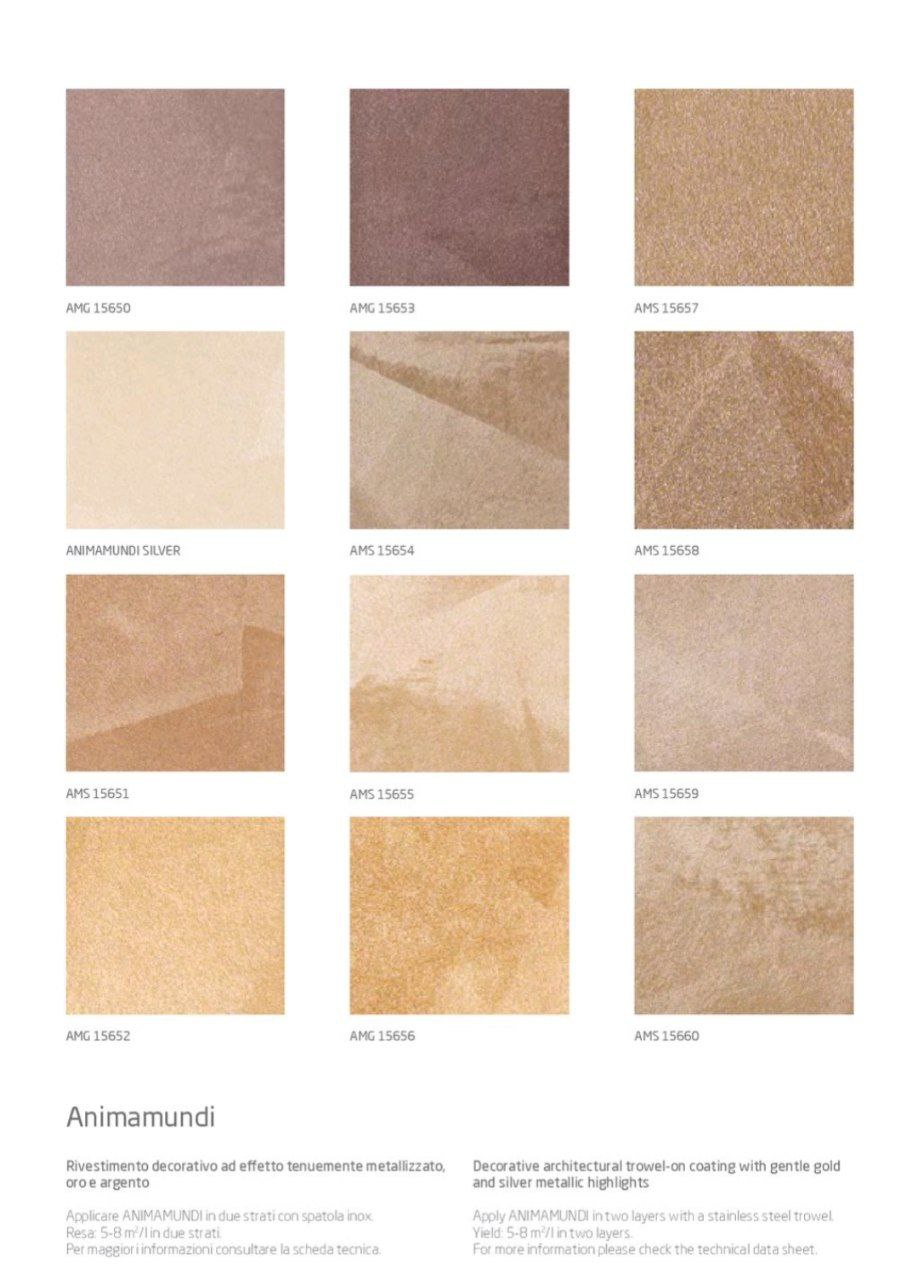 AMG 15650
AMG 15653
AMS 15657
ANIMAMUNDI SILVER
AMS 15654
AMS 15658
AMS 15651
AMS 15655
AMS 15659
AMG 15652
AMG 15656
AMS 15660
Animamundi
Rivestimento decorativo ad effetto tenuemente metallizzato,
oro e argento
Applicare ANIMAMUNDI in due strati con spatola inox.
Resa: 5-8 m²/l in due strati.
Per maggiori informazioni consultare la scheda tecnica.
Decorative architectural trowel-on coating with gentle gold
and silver metallic highlights
Apply ANIMAMUNDI in two layers with a stainless steel trowel.
Yield: 5-8 m²/l in two layers.
For more information please check the technical data sheet.